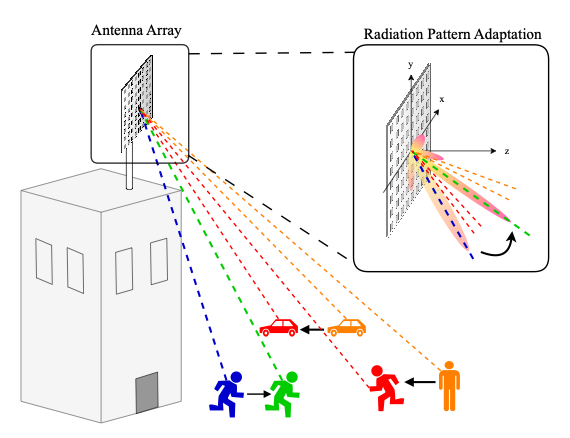 Antenna Array
Radiation Pattern Adaptation
y
x
z